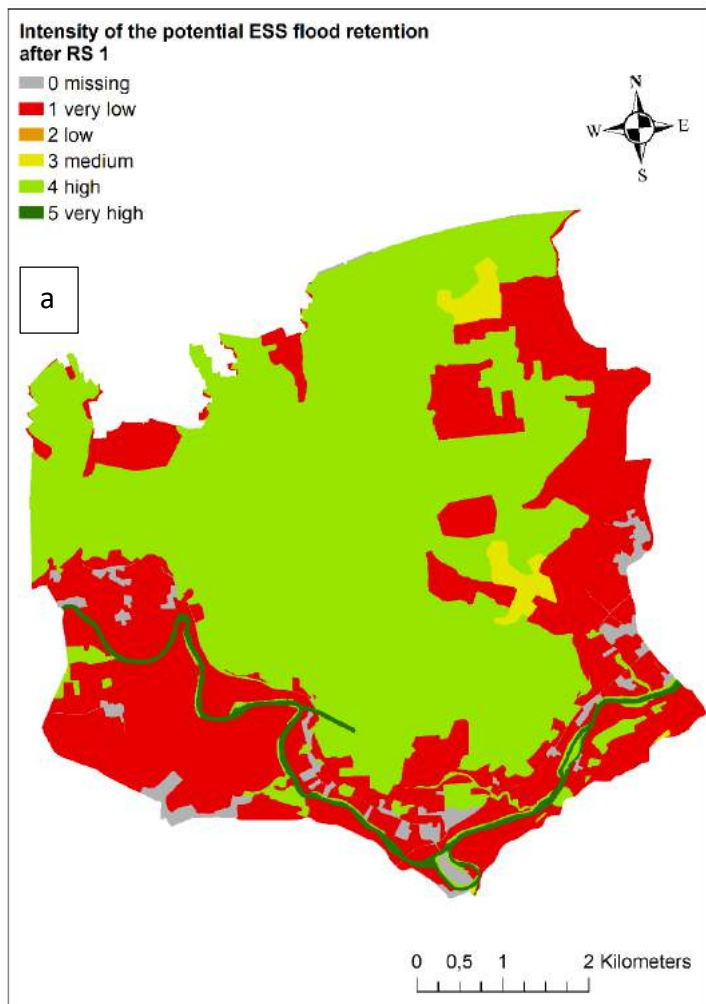 Intensity of the potential ESS flood retention
after RS 1
0 missing
1 very low
2 low
3 medium
4 high
5 very high
N
W E
S
a
0 0,5 1 2 Kilometers